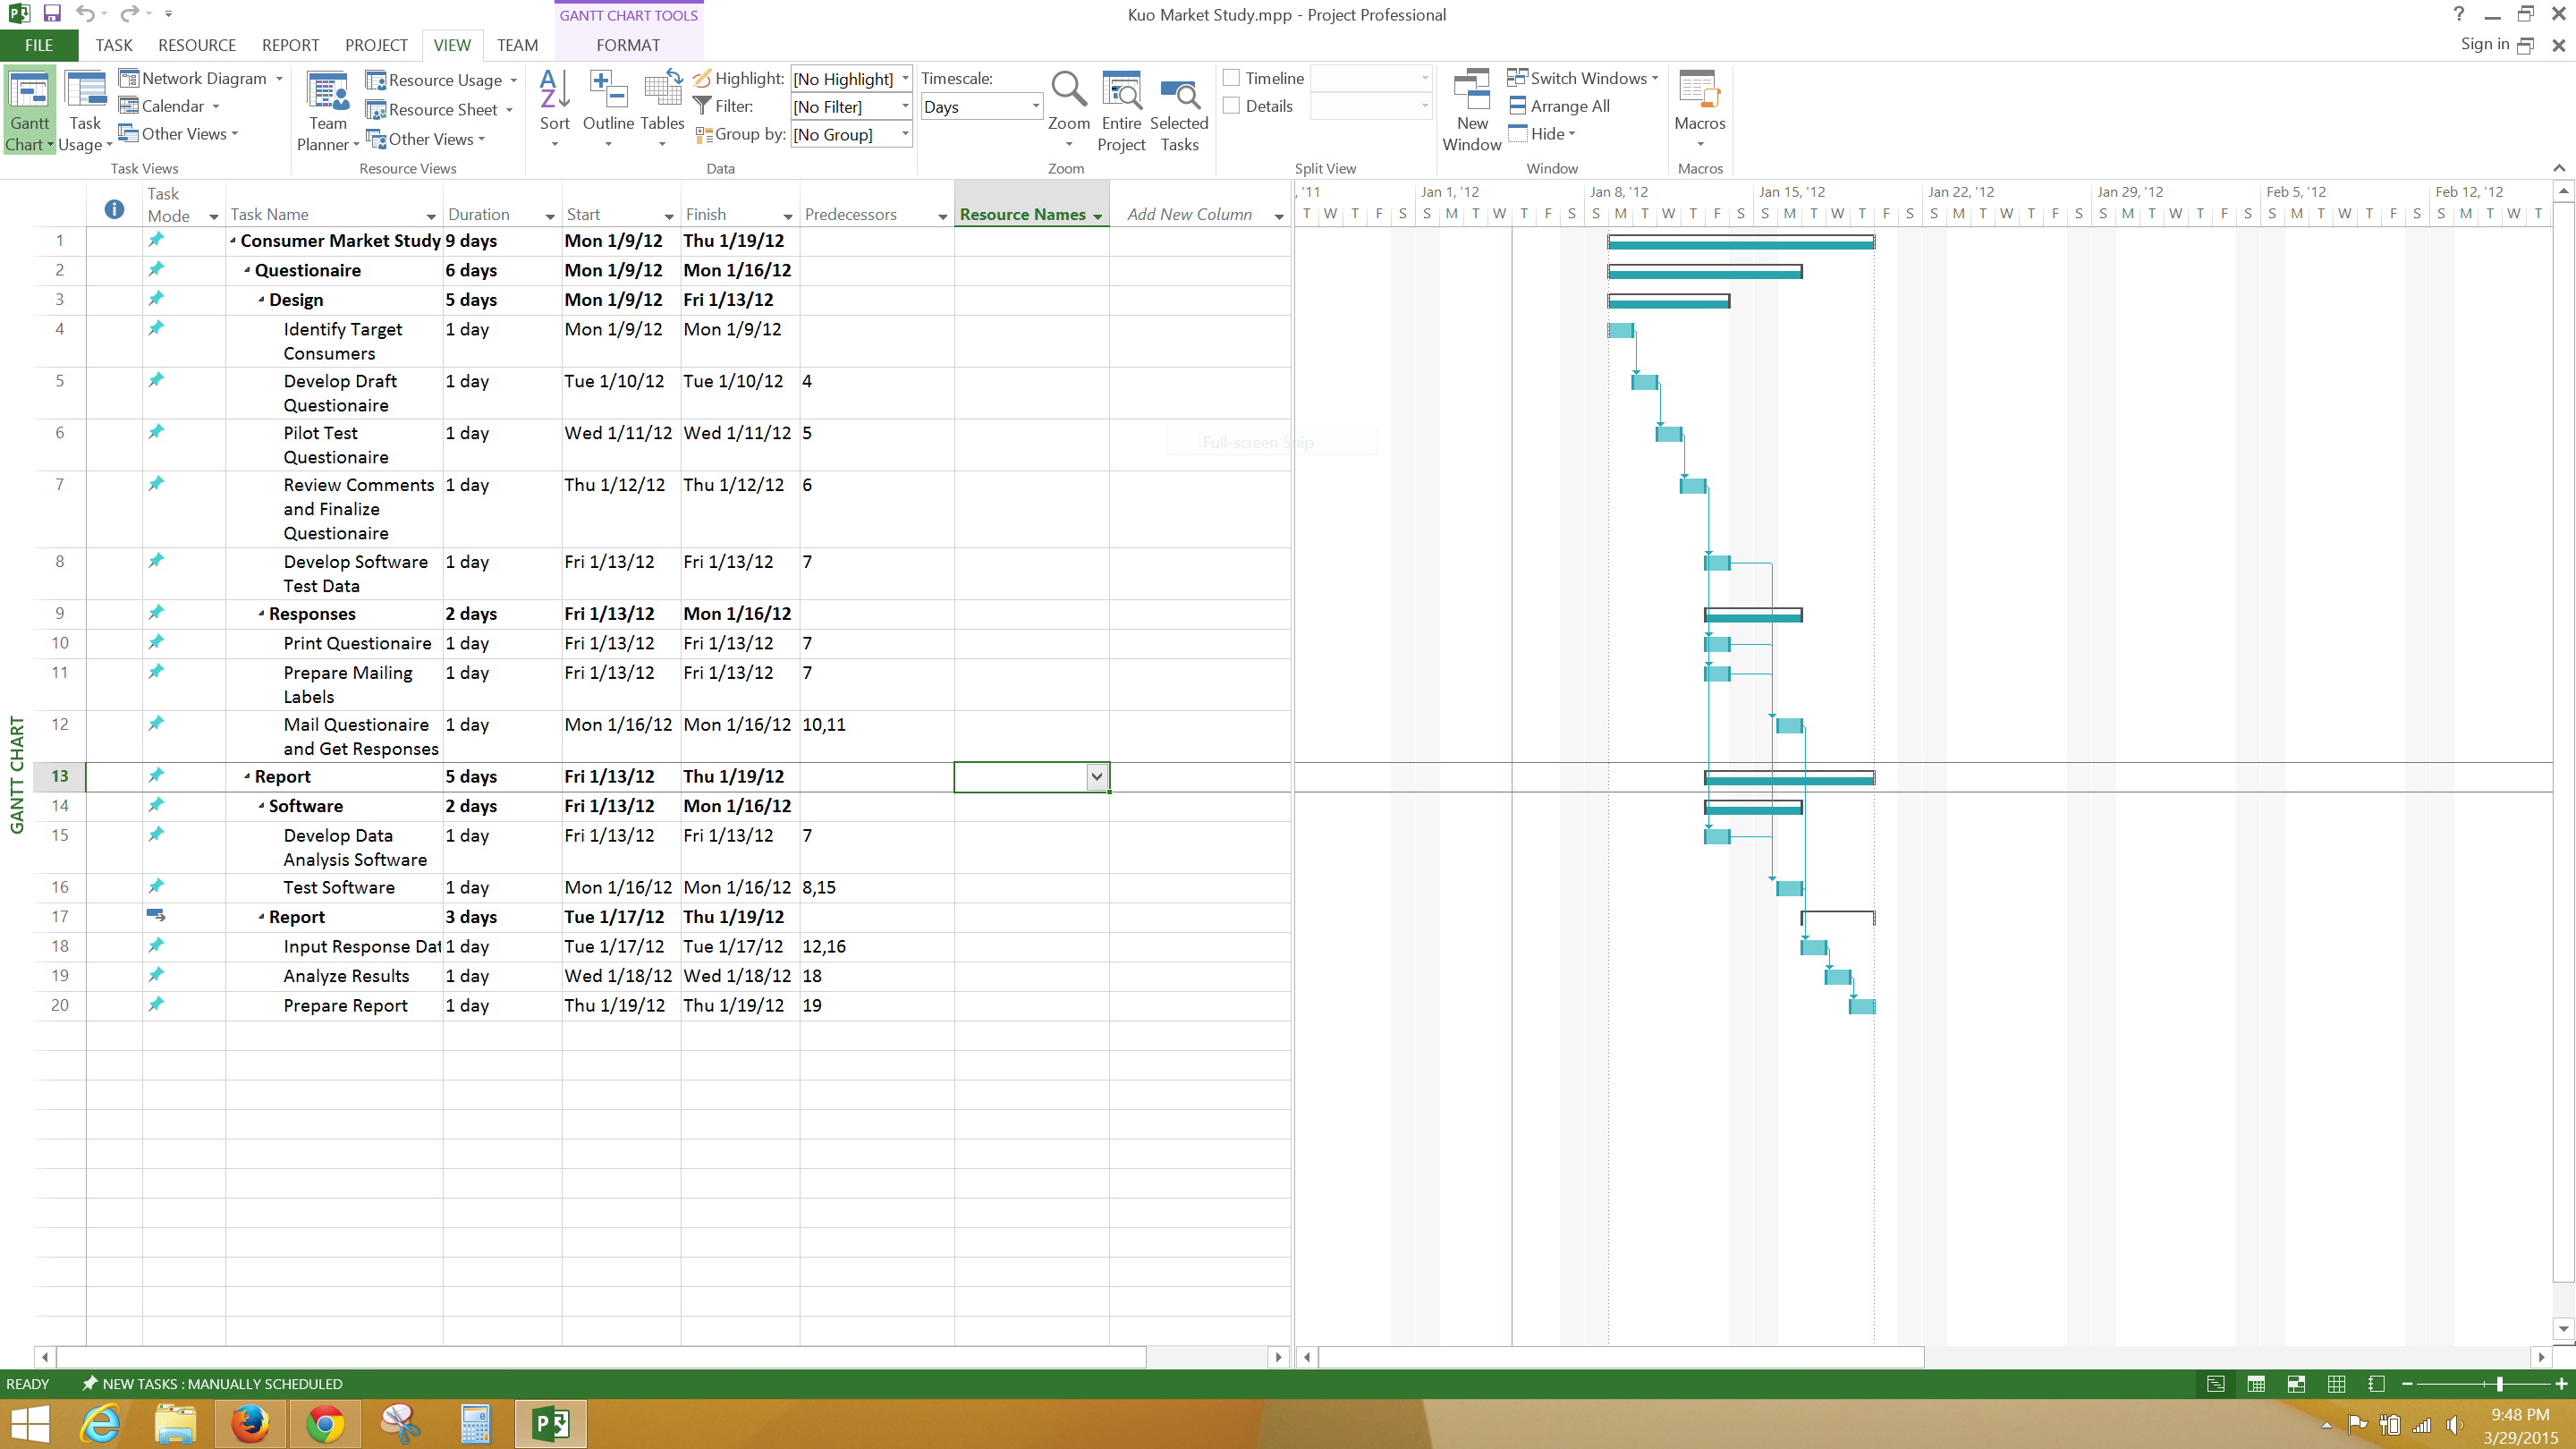 GANTT CHART TOOLS
Kuo Market Study.mpp - Project Professional
?
FILE TASK RESOURCE REPORT PROJECT VIEW TEAM FORMAT
Sign in
Gantt Chart
Task Usage
Network Diagram
Calendar
Other Views
Task Views
Team Planner
Resource Usage
Resource Sheet
Other Views
Resource Views
Sort
Outline
Tables
Highlight: [No Highlight]
Filter: [No Filter]
Group by: [No Group]
Data
Timescale:
Days
Zoom
Entire Project
Selected Tasks
Zoom
Timeline
Details
Split View
New Window
Switch Windows
Arrange All
Hide
Window
Macros
Macros
Task Mode Task Name Duration Start Finish Predecessors Resource Names Add New Column
, '11 Jan 1, '12 Jan 8, '12 Jan 15, '12 Jan 22, '12 Jan 29, '12 Feb 5, '12 Feb 12, '12
T W T F S S M T W T F S S M T W T F S S M T W T F S S M T W T F S S M T W T F S S M T W T F S S M T W T
1 Consumer Market Study 9 days Mon 1/9/12 Thu 1/19/12
2 Questionaire 6 days Mon 1/9/12 Mon 1/16/12
3 Design 5 days Mon 1/9/12 Fri 1/13/12
4 Identify Target 1 day Mon 1/9/12 Mon 1/9/12
Consumers
5 Develop Draft 1 day Tue 1/10/12 Tue 1/10/12 4
Questionaire
6 Pilot Test 1 day Wed 1/11/12 Wed 1/11/12 5
Questionaire
Full-screen Snip
7 Review Comments 1 day Thu 1/12/12 Thu 1/12/12 6
and Finalize
Questionaire
8 Develop Software 1 day Fri 1/13/12 Fri 1/13/12 7
Test Data
9 Responses 2 days Fri 1/13/12 Mon 1/16/12
10 Print Questionaire 1 day Fri 1/13/12 Fri 1/13/12 7
11 Prepare Mailing 1 day Fri 1/13/12 Fri 1/13/12 7
Labels
12 Mail Questionaire 1 day Mon 1/16/12 Mon 1/16/12 10,11
and Get Responses
13 Report 5 days Fri 1/13/12 Thu 1/19/12
14 Software 2 days Fri 1/13/12 Mon 1/16/12
15 Develop Data 1 day Fri 1/13/12 Fri 1/13/12 7
Analysis Software
16 Test Software 1 day Mon 1/16/12 Mon 1/16/12 8,15
17 Report 3 days Tue 1/17/12 Thu 1/19/12
18 Input Response Dat 1 day Tue 1/17/12 Tue 1/17/12 12,16
19 Analyze Results 1 day Wed 1/18/12 Wed 1/18/12 18
20 Prepare Report 1 day Thu 1/19/12 Thu 1/19/12 19
GANTT CHART
READY NEW TASKS : MANUALLY SCHEDULED
9:48 PM
3/29/2015